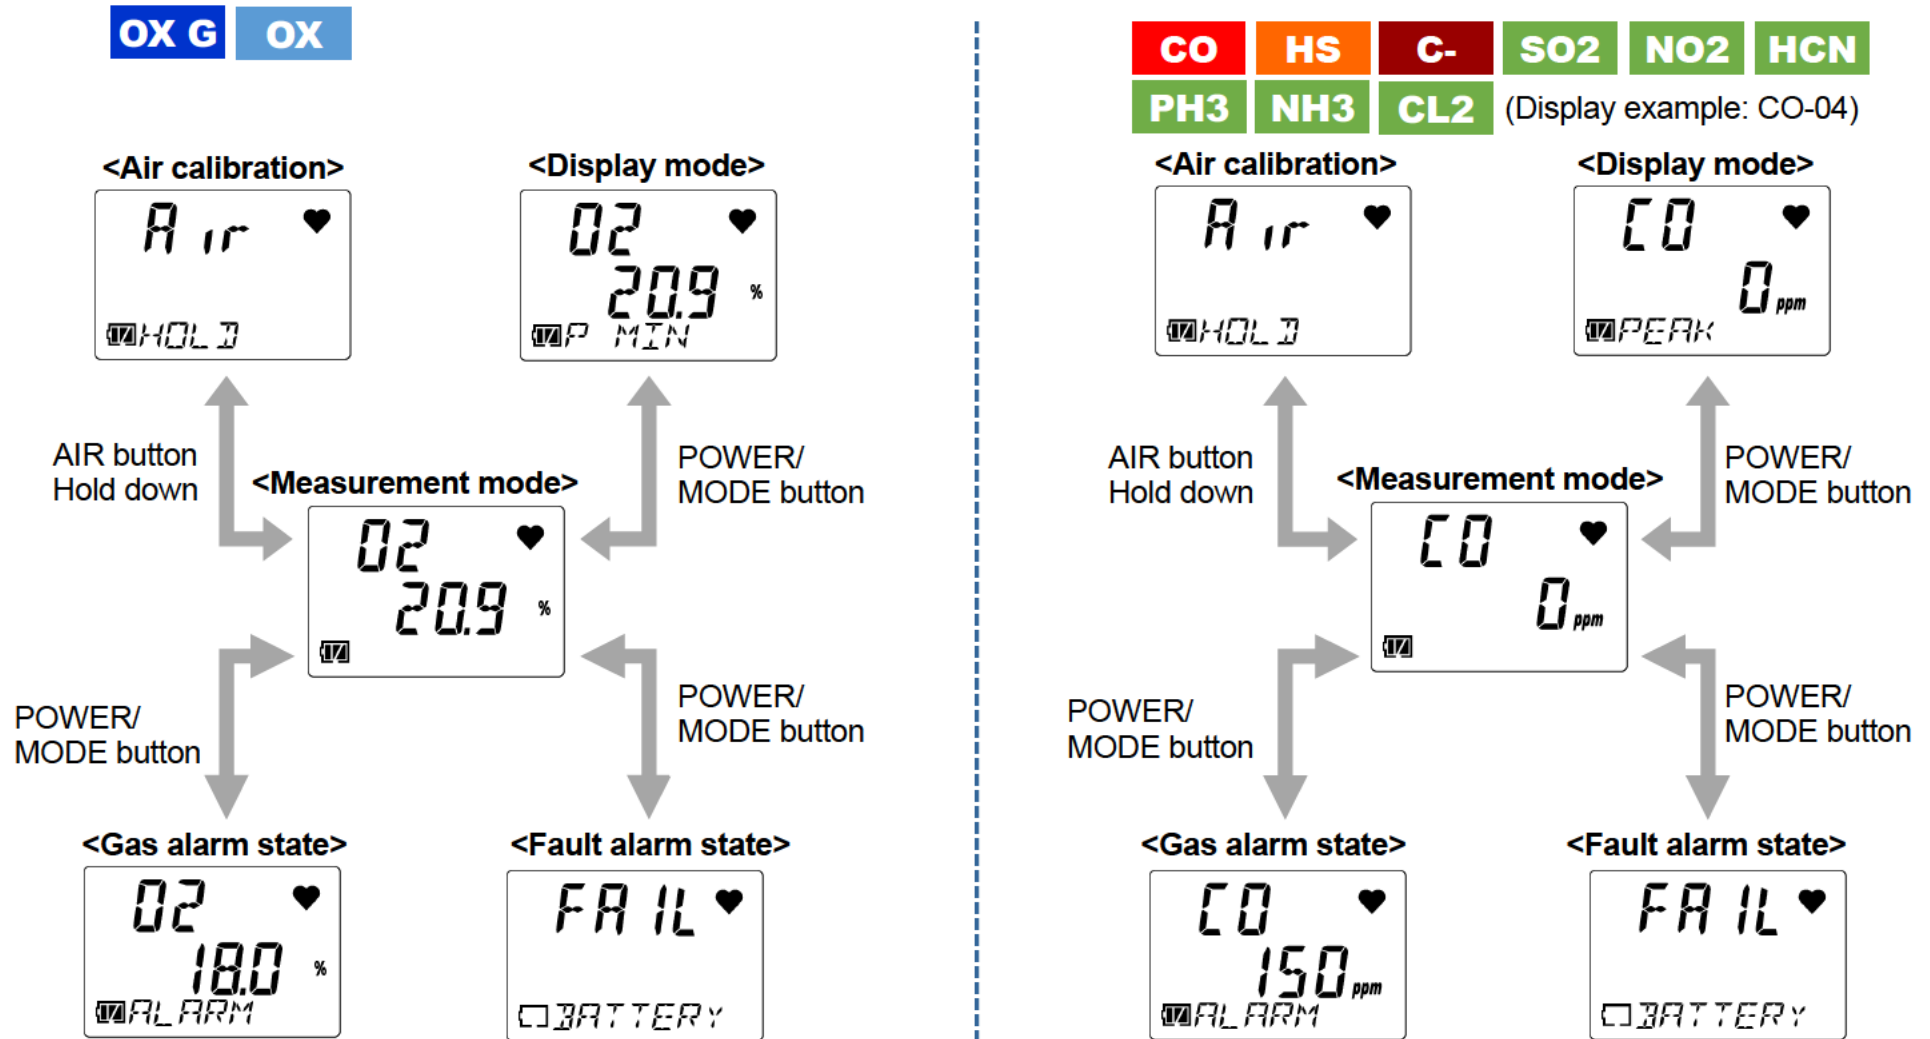 OX G OX
<Air calibration>
Air
HOLD
<Display mode>
O2
20.9 %
P MIN
AIR button
Hold down
POWER/
MODE button
<Measurement mode>
O2
20.9 %
POWER/
MODE button
POWER/
MODE button
<Gas alarm state>
O2
18.0 %
ALARM
<Fault alarm state>
FAIL
BATTERY
CO HS C- SO2 NO2 HCN
PH3 NH3 CL2 (Display example: CO-04)
<Air calibration>
Air
HOLD
<Display mode>
CO
0 ppm
PEAK
AIR button
Hold down
POWER/
MODE button
<Measurement mode>
CO
0 ppm
POWER/
MODE button
POWER/
MODE button
<Gas alarm state>
CO
150 ppm
ALARM
<Fault alarm state>
FAIL
BATTERY